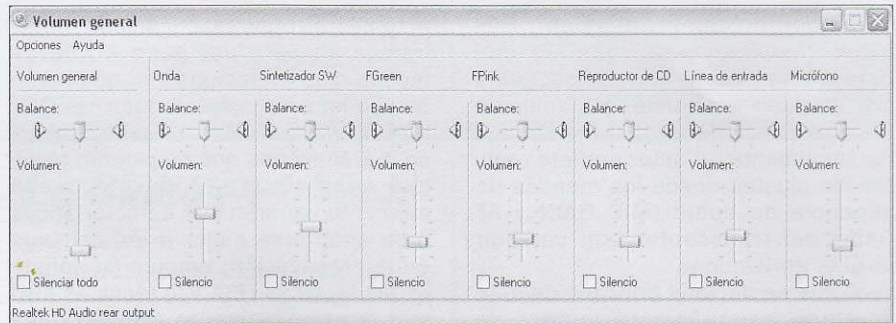 Volumen general
Opciones Ayuda
Volumen general Onda Sintetizador SW FGreen FPink Reproductor de CD Línea de entrada Micrófono
Balance: Balance: Balance: Balance: Balance: Balance: Balance: Balance:
Volumen: Volumen: Volumen: Volumen: Volumen: Volumen: Volumen: Volumen:
Silenciar todo Silencio Silencio Silencio Silencio Silencio Silencio Silencio
Realtek HD Audio rear output